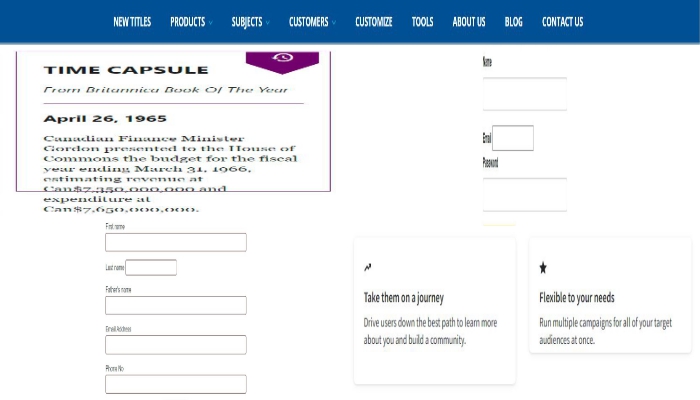 NEW TITLES PRODUCTS SUBJECTS CUSTOMERS CUSTOMIZE TOOLS ABOUT US BLOG CONTACT US
TIME CAPSULE
From Britannica Book Of The Year
April 26, 1965
Canadian Finance Minister
Gordon presented to the House of
Commons the budget for the fiscal
year ending March 31, 1966,
estimating revenue at
Can$7,350,000,000 and
expenditure at
Can$7,650,000,000.
Name
Email
Password
First name
Last name
Father's name
Email Address
Phone No
Take them on a journey
Drive users down the best path to learn more
about you and build a community.
Flexible to your needs
Run multiple campaigns for all of your target
audiences at once.